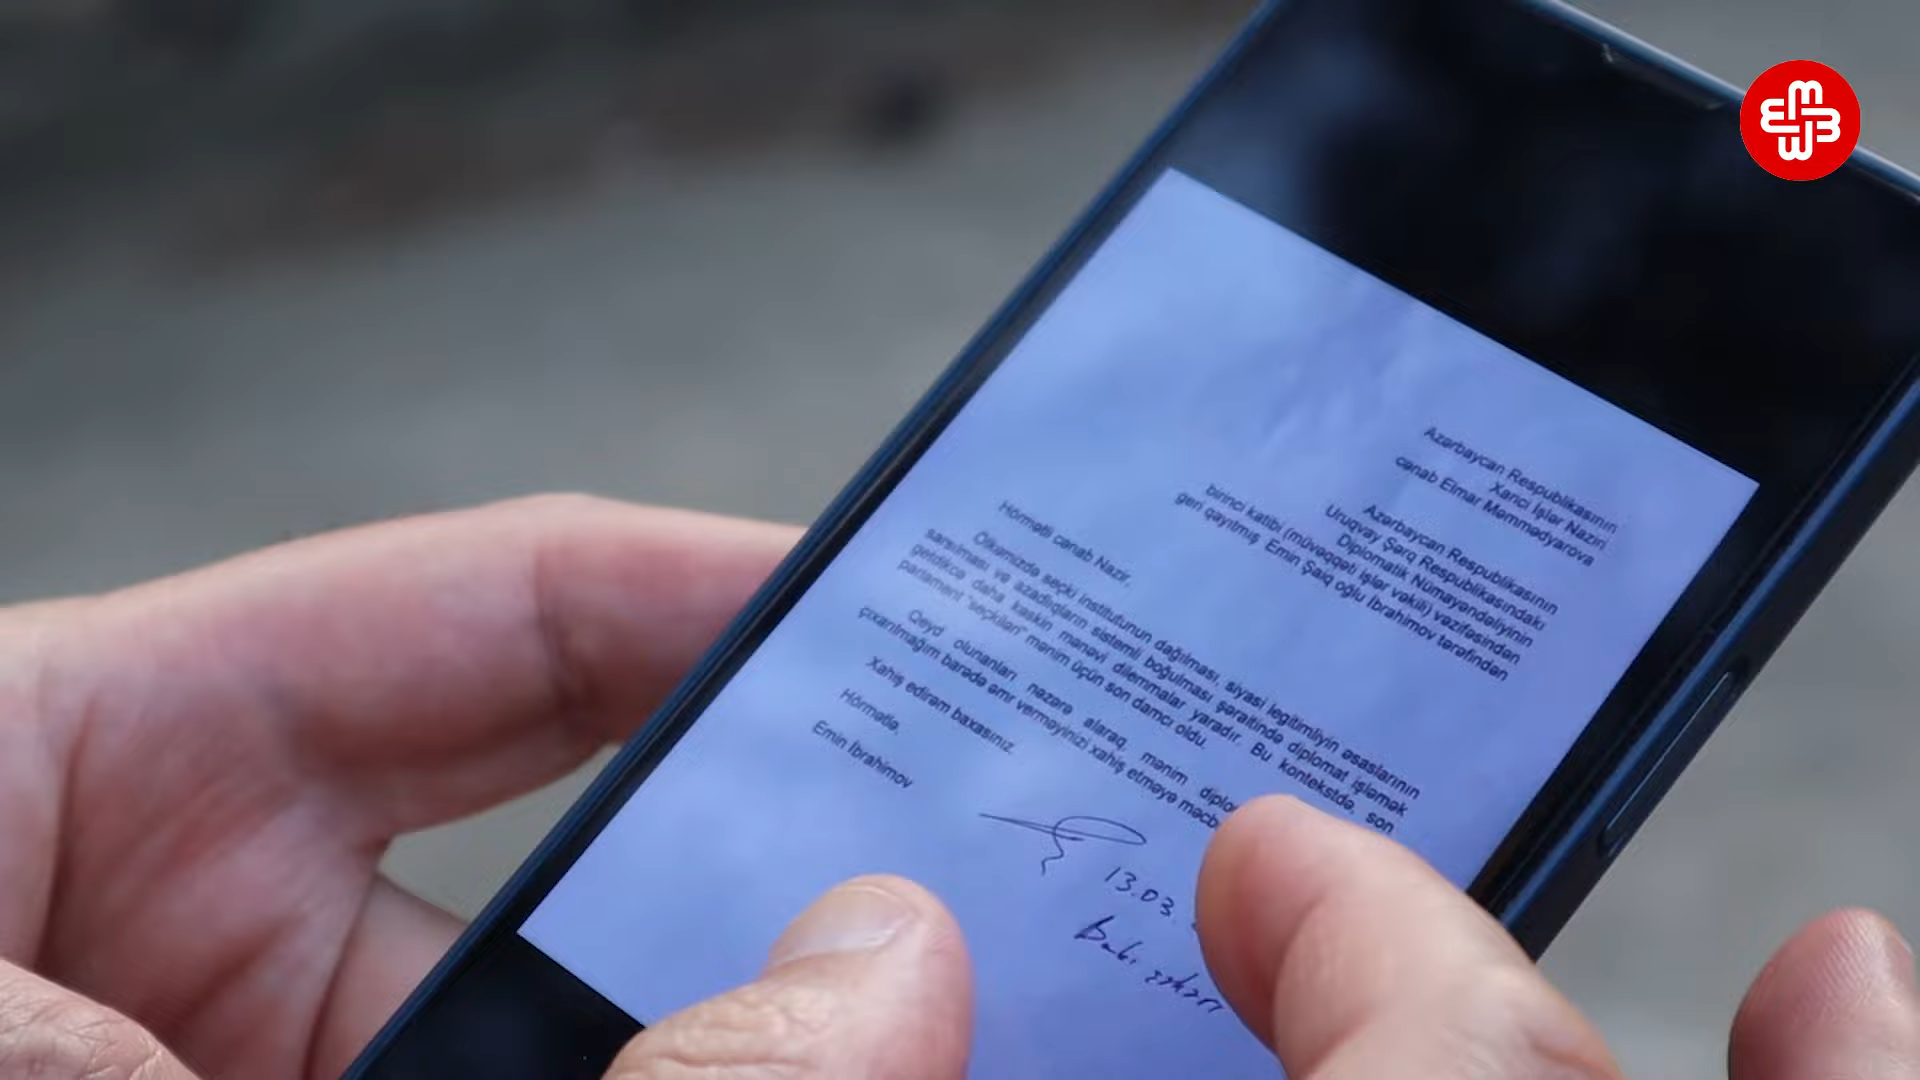 Azərbaycan Respublikasının
Xarici İşlər Naziri
cənab Elmar Məmmədyarova
Azərbaycan Respublikasının
Uruqvay Şərq Respublikasındakı
Diplomatik Nümayəndəliyinin
birinci katibi (müvəqqəti işlər vəkili) vəzifəsindən
geri qayıtmış Emin Şaiq oğlu İbrahimov tərəfindən
Hörmətli cənab Nazir,
Ölkəmizdə seçki institutunun dağılması, siyasi legitimliyin əsaslarının
sarsılması və azadlıqların sistemli boğulması şəraitində diplomat işləmək
getdikcə daha kəskin mənəvi dilemmalar yaradır. Bu kontekstdə, son
parlament "seçkiləri" mənim üçün son damcı oldu.
Qeyd olunanları nəzərə alaraq, mənim
çıxarılmağım barədə əmr verməyinizi xahiş etməyə
Xahiş edirəm baxasınız.
Hörmətlə,
Emin İbrahimov
13.03.
Bakı şəhəri